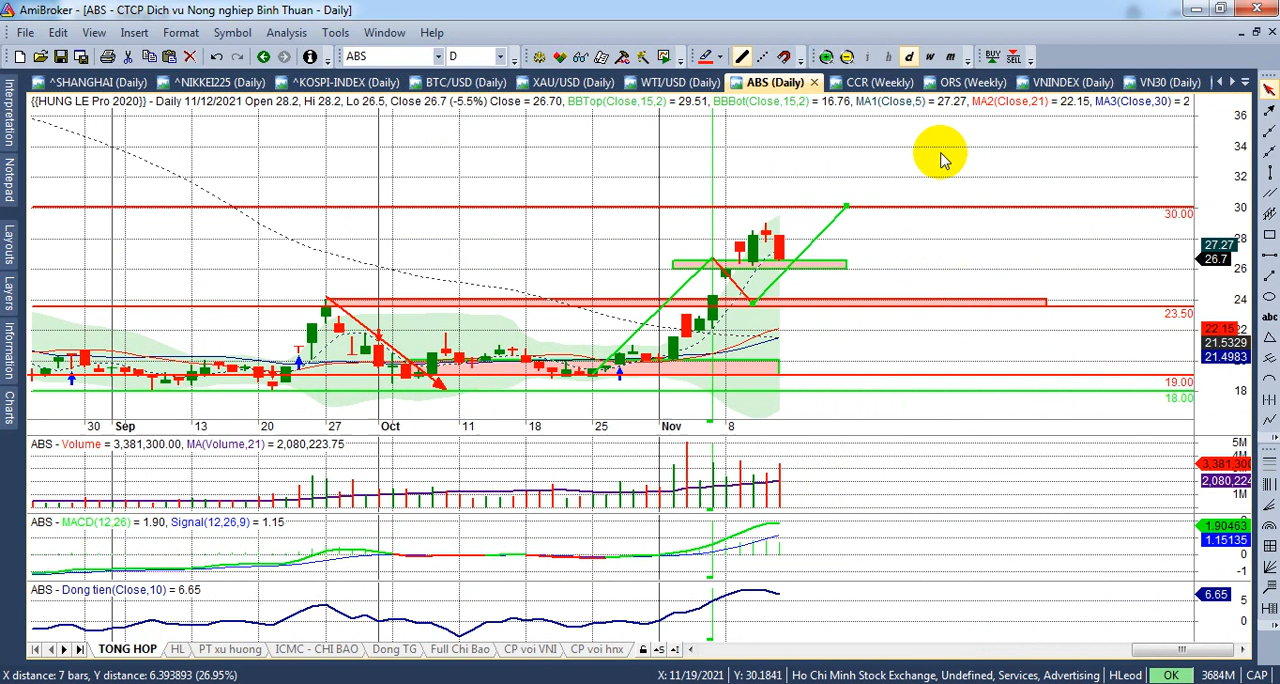 AmiBroker - [ABS - CTCP Dich vu Nong nghiep Binh Thuan - Daily]
File Edit View Insert Format Symbol Analysis Tools Window Help
ABS D i h d w m BUY SELL
^SHANGHAI (Daily) ^NIKKEI225 (Daily) ^KOSPI-INDEX (Daily) BTC/USD (Daily) XAU/USD (Daily) WTI/USD (Daily) ABS (Daily) CCR (Weekly) ORS (Weekly) VNINDEX (Daily) VN30 (Daily)
{{HUNG LE Pro 2020}} - Daily 11/12/2021 Open 28.2, Hi 28.2, Lo 26.5, Close 26.7 (-5.5%) Close = 26.70, BBTop(Close,15,2) = 29.51, BBBot(Close,15,2) = 16.76, MA1(Close,5) = 27.27, MA2(Close,21) = 22.15, MA3(Close,30) = 2
Interpretation
Notepad
Layouts
Layers
Information
Charts
abc
36
34
32
30
30.00
28
27.27
26.7
26
24
23.50
22.15
22
21.5329
21.4983
20
19.00
18
18.00
30 Sep 13 20 27 Oct 11 18 25 Nov 8
ABS - Volume = 3,381,300.00, MA(Volume,21) = 2,080,223.75
5M
4M
3,381,300
2,080,224
1M
ABS - MACD(12,26) = 1.90, Signal(12,26,9) = 1.15
1.90463
1.15135
0
-1
ABS - Dong tien(Close,10) = 6.65
6.65
5
0
TONG HOP HL PT xu huong ICMC - CHI BAO Dong TG Full Chi Bao CP voi VNI CP voi hnx
X distance: 7 bars, Y distance: 6.393893 (26.95%) X: 11/19/2021 Y: 30.1841 Ho Chi Minh Stock Exchange, Undefined, Services, Advertising HLeod OK 3684M CAP